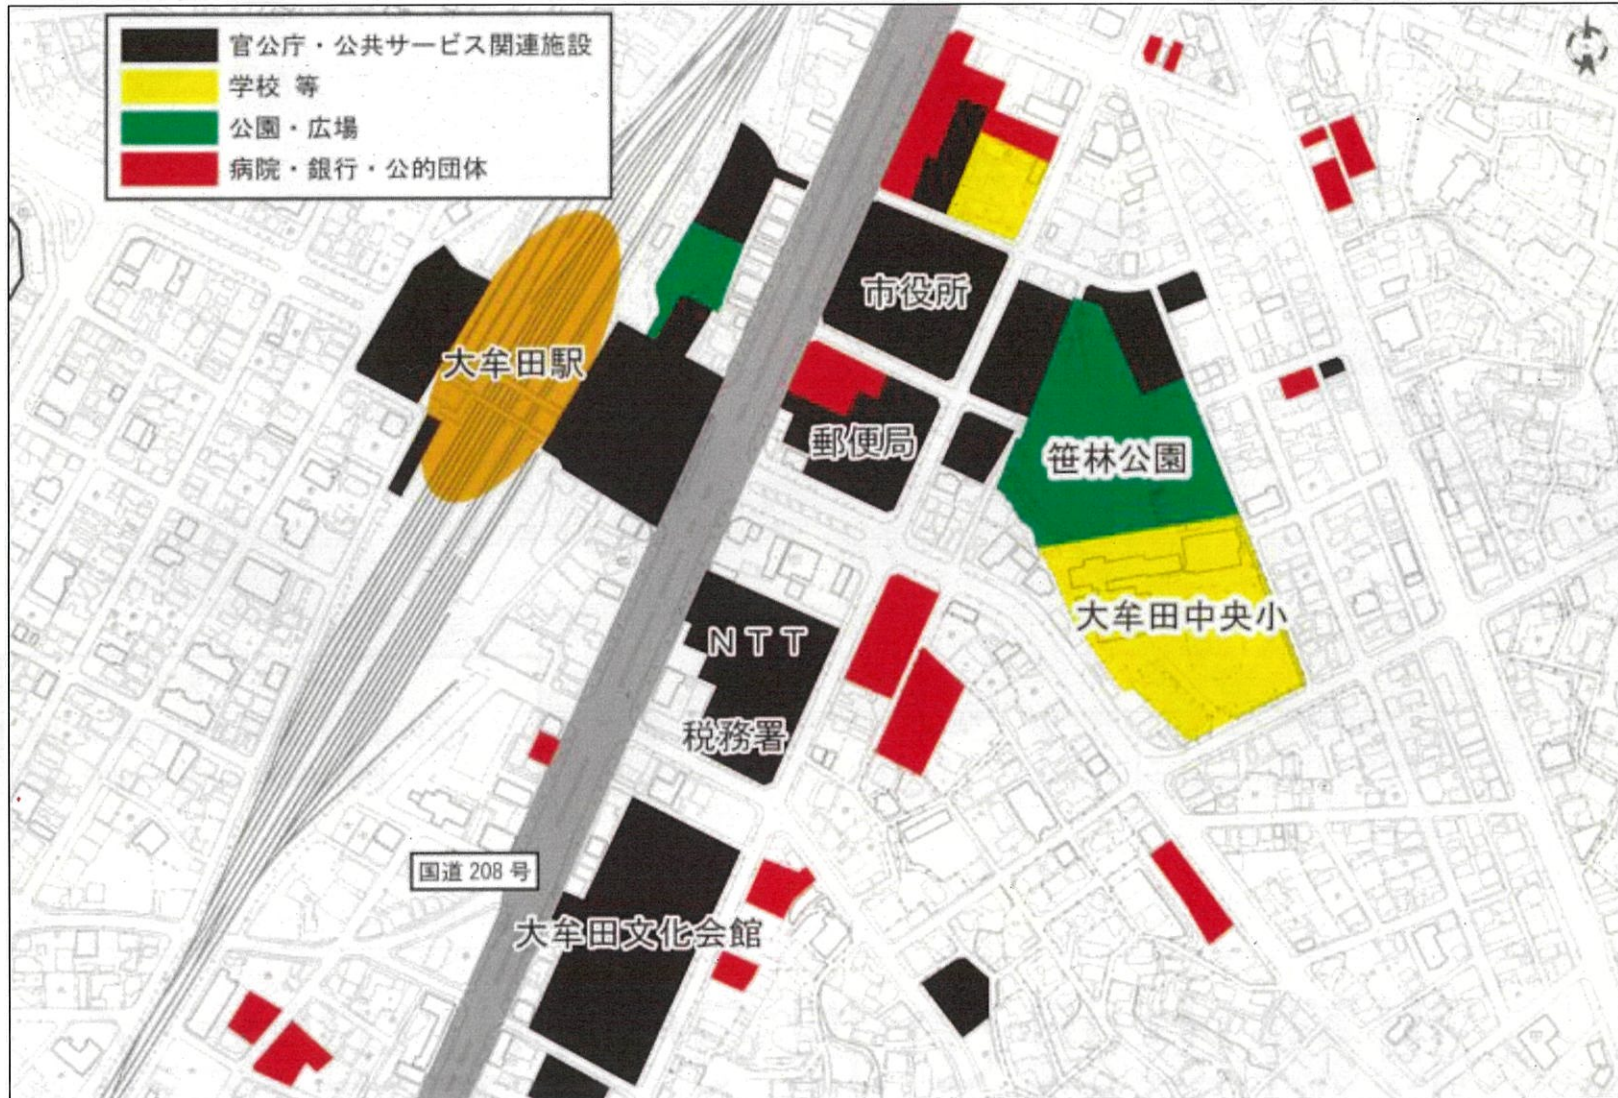 官公庁・公共サービス関連施設
学校 等
公園・広場
病院・銀行・公的団体
市役所
大牟田駅
郵便局
笹林公園
大牟田中央小
NTT
税務署
国道208号
大牟田文化会館